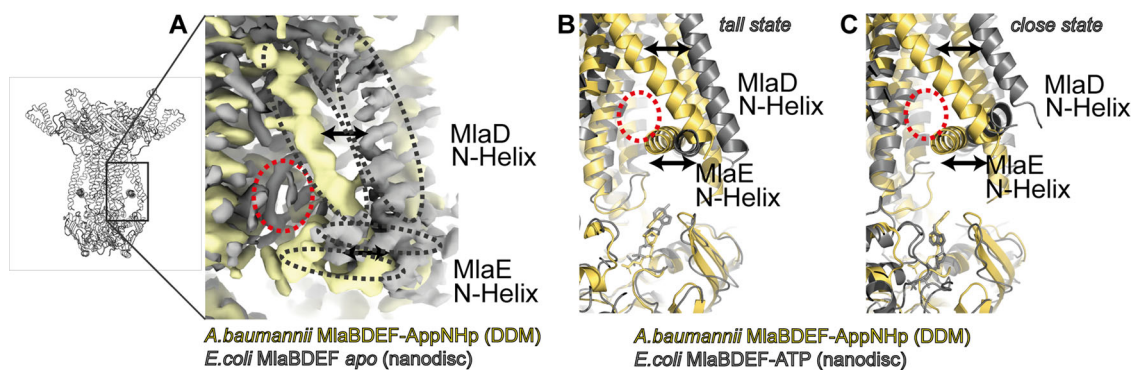 A
MlaD
N-Helix
MlaE
N-Helix
A.baumannii MlaBDEF-AppNHp (DDM)
E.coli MlaBDEF apo (nanodisc)
B
tall state
MlaD
N-Helix
MlaE
N-Helix
C
close state
MlaD
N-Helix
MlaE
N-Helix
A.baumannii MlaBDEF-AppNHp (DDM)
E.coli MlaBDEF-ATP (nanodisc)